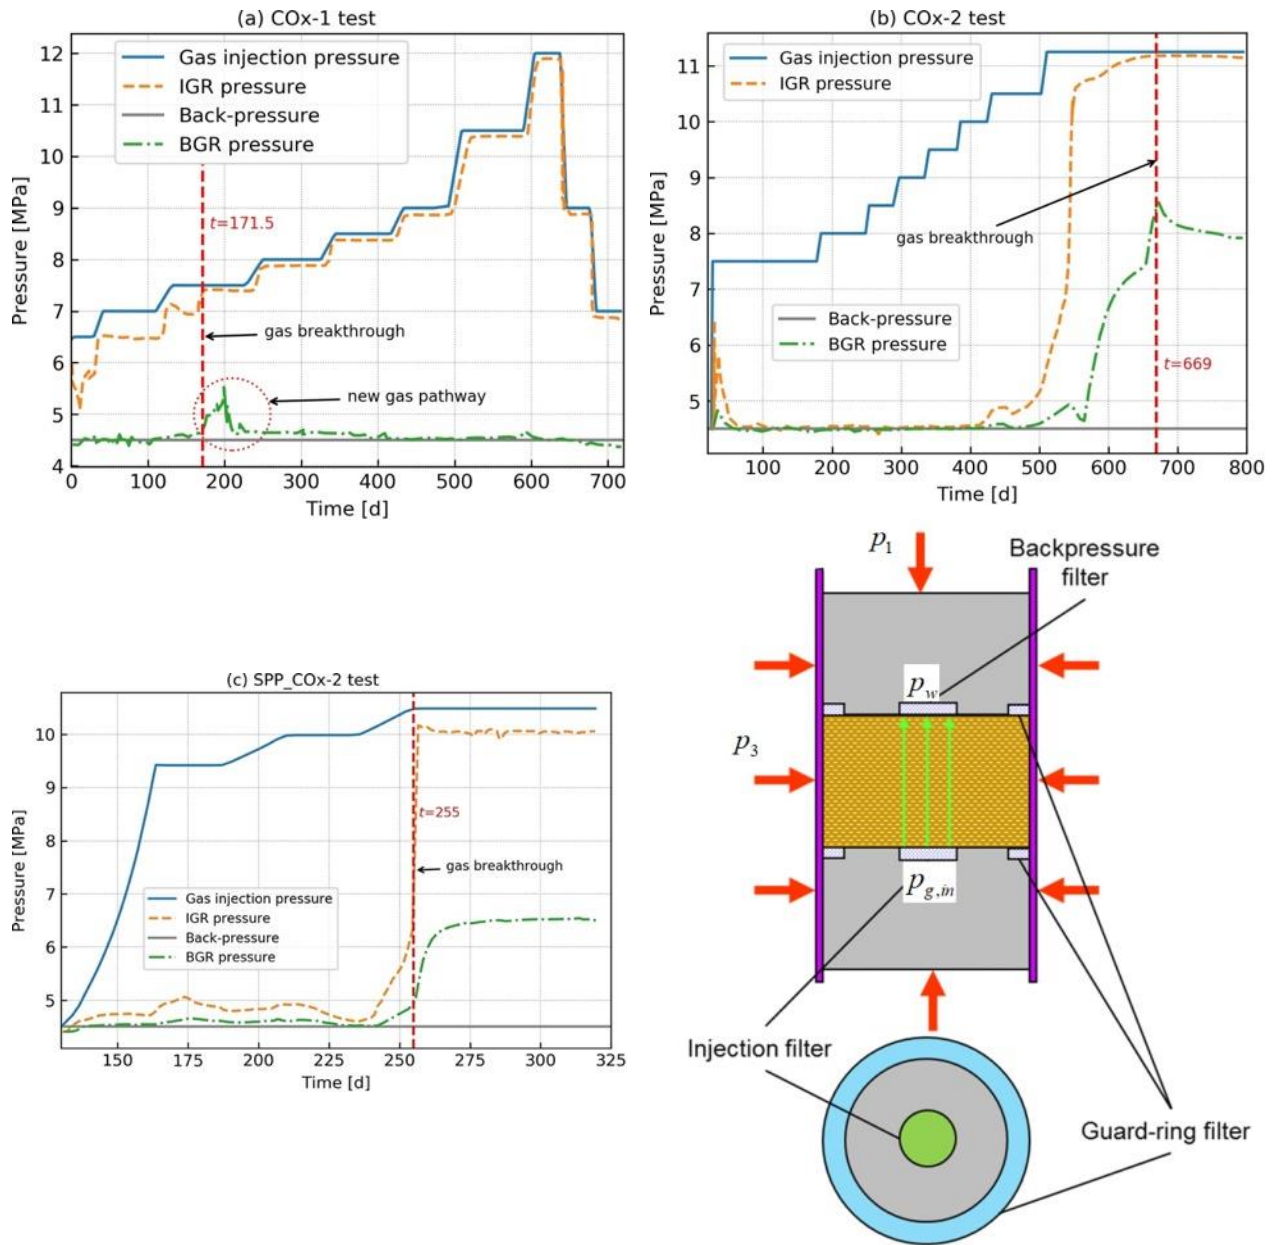 (a) COx-1 test
Gas injection pressure
IGR pressure
Back-pressure
BGR pressure
t=171.5
gas breakthrough
new gas pathway
12
11
10
9
8
7
6
5
4
Pressure [MPa]
0 100 200 300 400 500 600 700
Time [d]
(b) COx-2 test
Gas injection pressure
IGR pressure
gas breakthrough
Back-pressure
BGR pressure
t=669
11
10
9
8
7
6
5
Pressure [MPa]
100 200 300 400 500 600 700 800
Time [d]
(c) SPP_COx-2 test
t=255
gas breakthrough
Gas injection pressure
IGR pressure
Back-pressure
BGR pressure
10
9
8
7
6
5
Pressure [MPa]
150 175 200 225 250 275 300 325
Time [d]
p1
Backpressure
filter
pw
p3
pg,in
Injection filter
Guard-ring filter